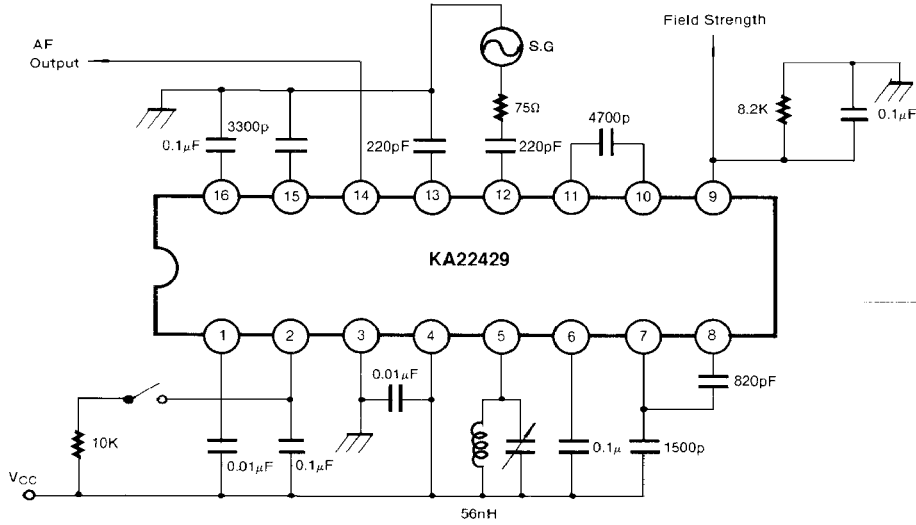 AF
Output
S.G
Field Strength
75Ω
8.2K
0.1μF
4700p
3300p
0.1μF
220pF
220pF
16
15
14
13
12
11
10
9
KA22429
1
2
3
4
5
6
7
8
0.01μF
820pF
10K
0.01μF
0.1μF
0.1μ
1500p
VCC
56nH